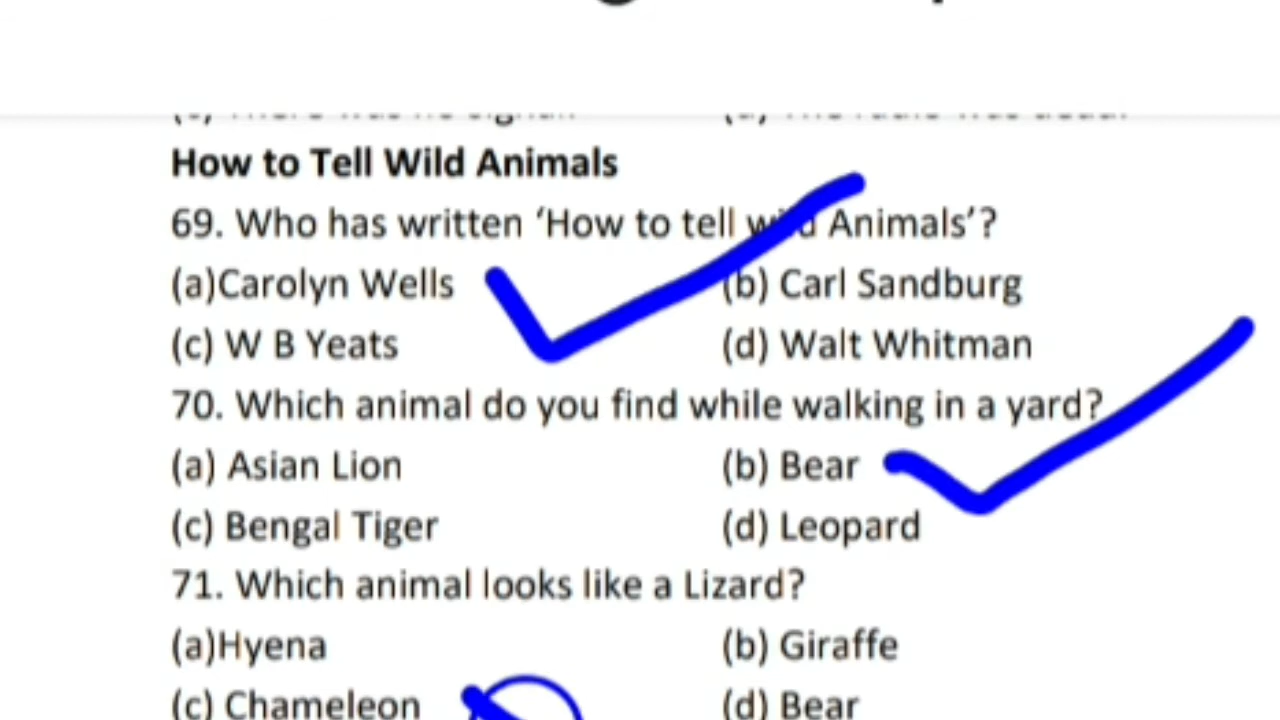 How to Tell Wild Animals
69. Who has written ‘How to tell wild Animals’?
(a)Carolyn Wells (b) Carl Sandburg
(c) W B Yeats (d) Walt Whitman
70. Which animal do you find while walking in a yard?
(a) Asian Lion (b) Bear
(c) Bengal Tiger (d) Leopard
71. Which animal looks like a Lizard?
(a)Hyena (b) Giraffe
(c) Chameleon (d) Bear